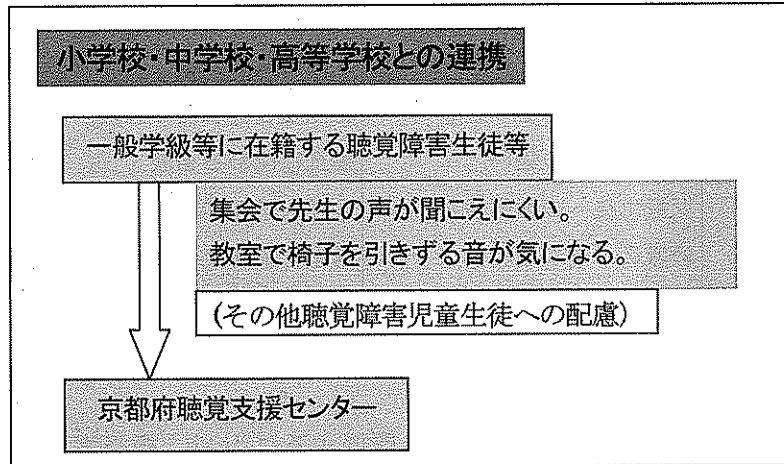 小学校・中学校・高等学校との連携
一般学級等に在籍する聴覚障害生徒等
集会で先生の声が聞こえにくい。
教室で椅子を引きずる音が気になる。
(その他聴覚障害児童生徒への配慮)
京都府聴覚支援センター